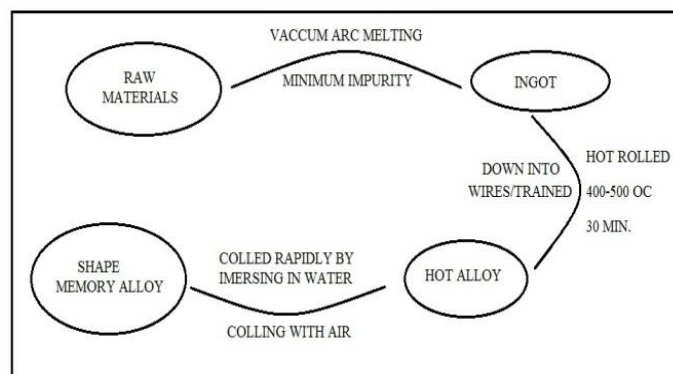 VACCUM ARC MELTING
RAW
MATERIALS
MINIMUM IMPURITY
INGOT
DOWN INTO
WIRES/TRAINED
HOT ROLLED
400-500 OC
30 MIN.
SHAPE
MEMORY ALLOY
COLLED RAPIDLY BY
IMERSING IN WATER
COLLING WITH AIR
HOT ALLOY